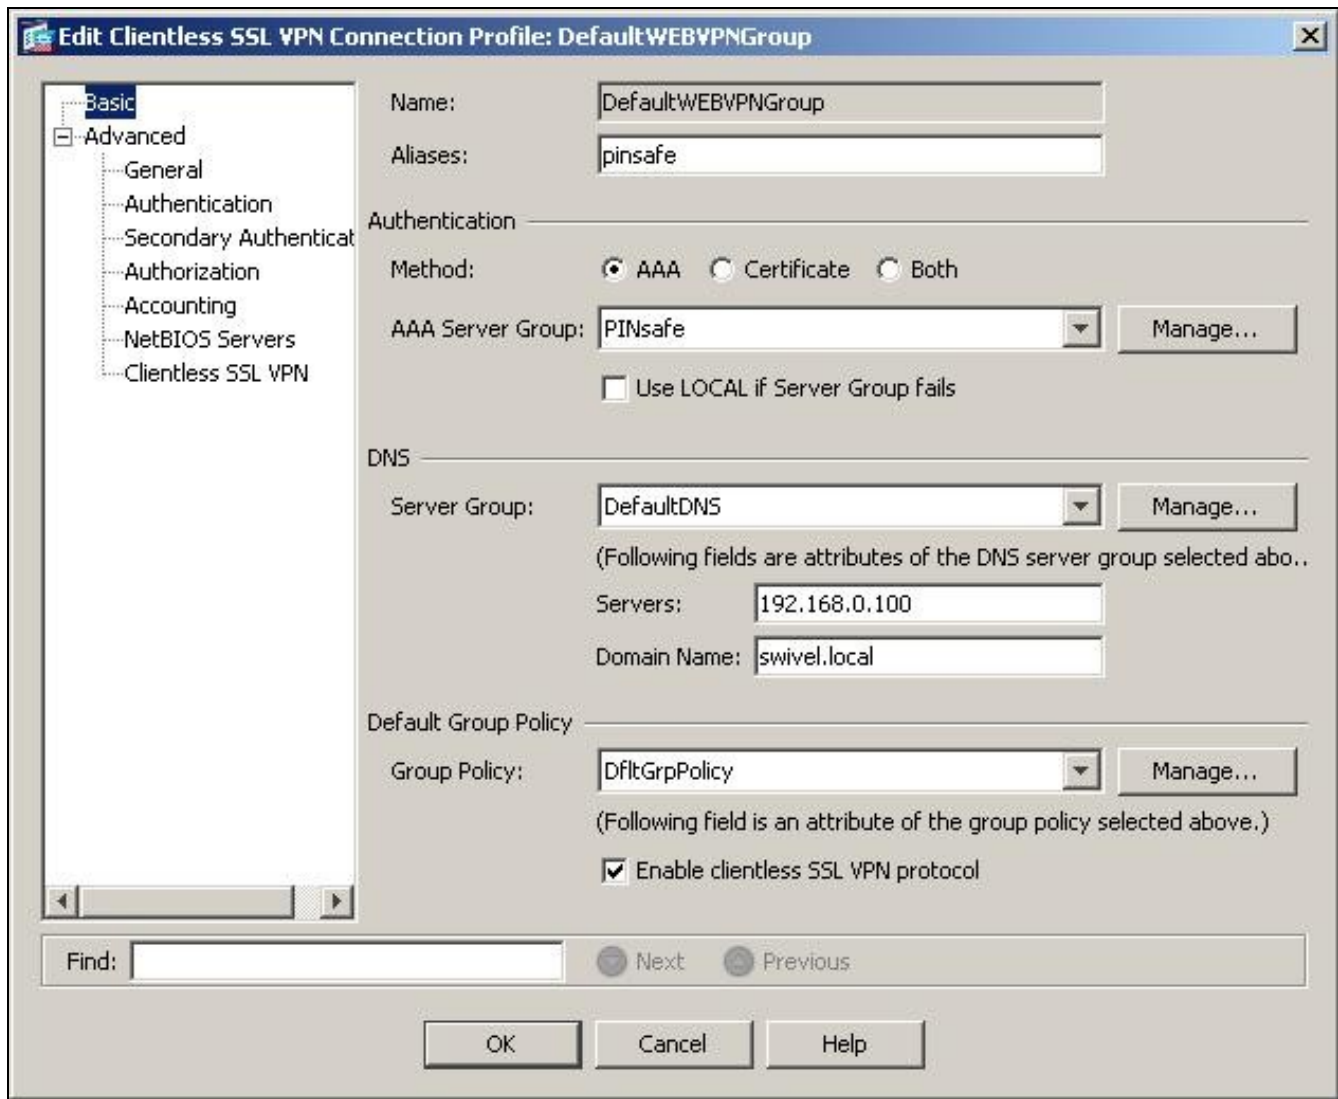 Edit Clientless SSL VPN Connection Profile: DefaultWEBVPNGroup
Basic
Advanced
General
Authentication
Secondary Authenticat
Authorization
Accounting
NetBIOS Servers
Clientless SSL VPN
Name: DefaultWEBVPNGroup
Aliases: pinsafe
Authentication
Method: AAA Certificate Both
AAA Server Group: PINsafe Manage...
Use LOCAL if Server Group fails
DNS
Server Group: DefaultDNS Manage...
(Following fields are attributes of the DNS server group selected abo..
Servers: 192.168.0.100
Domain Name: swivel.local
Default Group Policy
Group Policy: DfltGrpPolicy Manage...
(Following field is an attribute of the group policy selected above.)
Enable clientless SSL VPN protocol
Find: Next Previous
OK Cancel Help